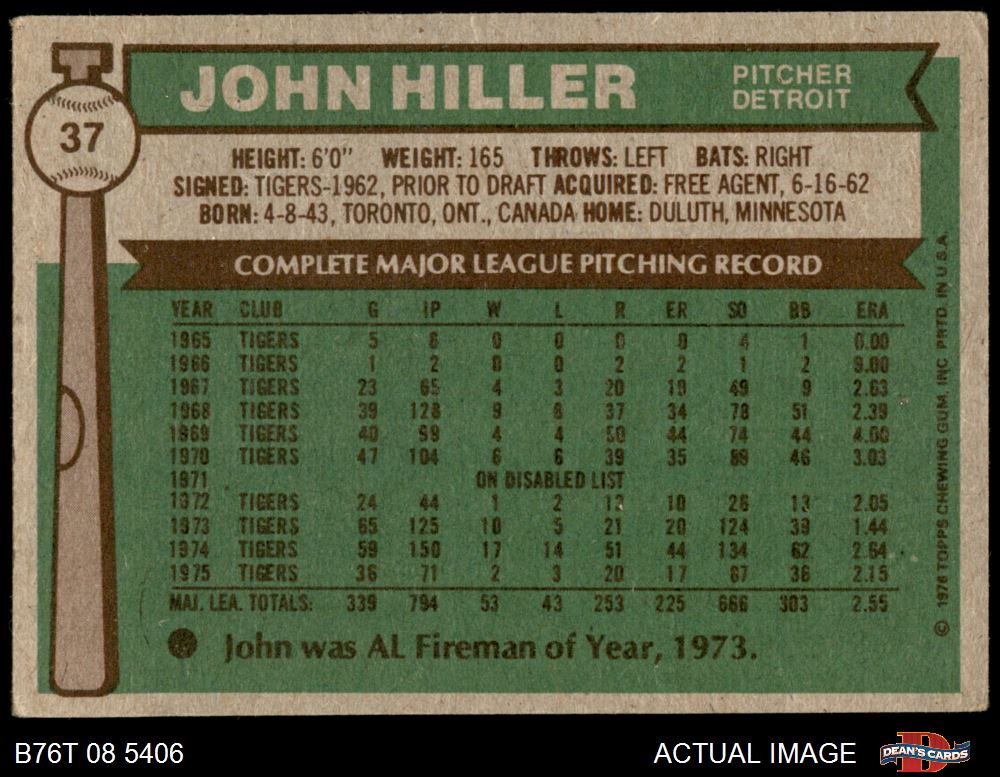 37
JOHN HILLER
PITCHER
DETROIT
HEIGHT: 6'0" WEIGHT: 165 THROWS: LEFT BATS: RIGHT
SIGNED: TIGERS-1962, PRIOR TO DRAFT ACQUIRED: FREE AGENT, 6-16-62
BORN: 4-8-43, TORONTO, ONT., CANADA HOME: DULUTH, MINNESOTA
COMPLETE MAJOR LEAGUE PITCHING RECORD
YEAR CLUB G IP W L R ER SO BB ERA
1965 TIGERS 5 6 0 0 0 0 4 1 0.00
1966 TIGERS 1 2 0 0 2 2 1 2 9.00
1967 TIGERS 23 65 4 3 20 19 49 9 2.63
1968 TIGERS 39 128 9 6 37 34 78 51 2.39
1969 TIGERS 40 99 4 4 50 44 74 44 4.00
1970 TIGERS 47 104 6 6 39 35 89 46 3.03
1971 ON DISABLED LIST
1972 TIGERS 24 44 1 2 13 10 26 13 2.05
1973 TIGERS 65 125 10 5 21 20 124 39 1.44
1974 TIGERS 59 150 17 14 51 44 134 62 2.64
1975 TIGERS 36 71 2 3 20 17 87 36 2.15
MAJ. LEA. TOTALS: 339 794 53 43 253 225 666 303 2.55
John was AL Fireman of Year, 1973.
© 1976 TOPPS CHEWING GUM, INC. PRTD. IN U.S.A.
B76T 08 5406
ACTUAL IMAGE
DEAN'S CARDS